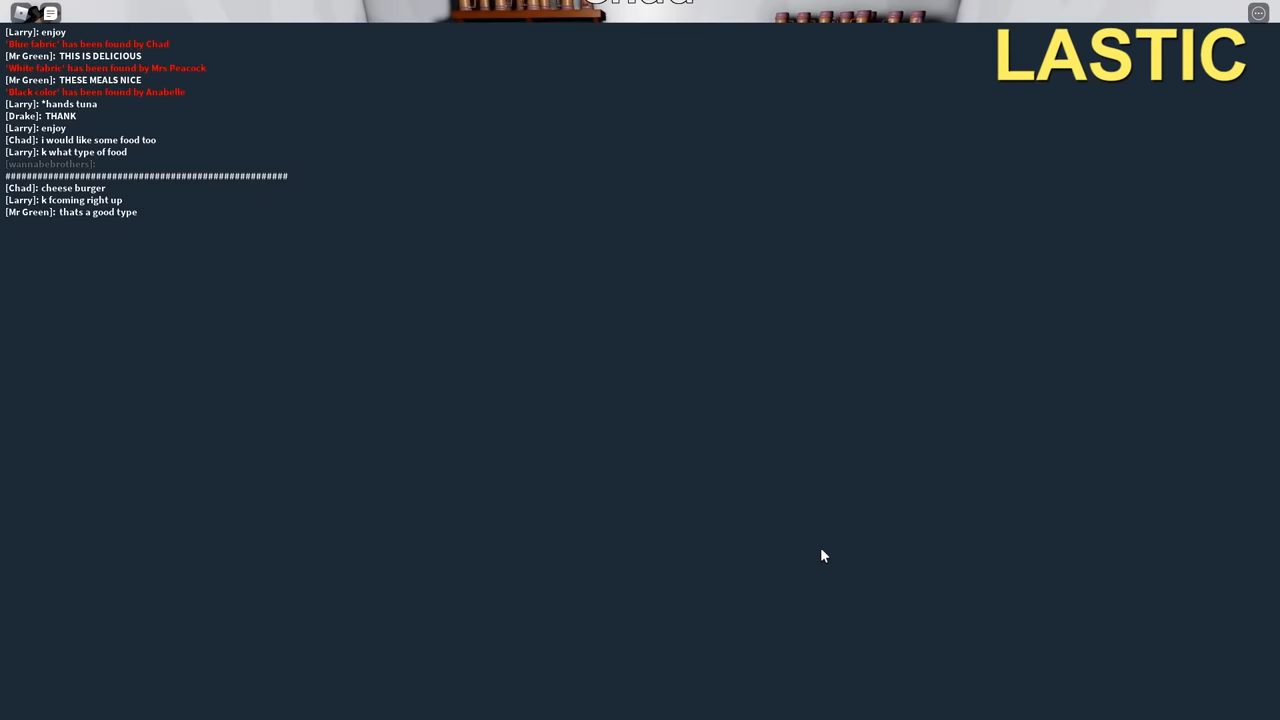 Chad
[Larry]: enjoy
'Blue fabric' has been found by Chad
[Mr Green]: THIS IS DELICIOUS
'White fabric' has been found by Mrs Peacock
[Mr Green]: THESE MEALS NICE
'Black color' has been found by Anabelle
[Larry]: *hands tuna
[Drake]: THANK
[Larry]: enjoy
[Chad]: i would like some food too
[Larry]: k what type of food
[wannabebrothers]:
####################################################
[Chad]: cheese burger
[Larry]: k fcoming right up
[Mr Green]: thats a good type
LASTIC